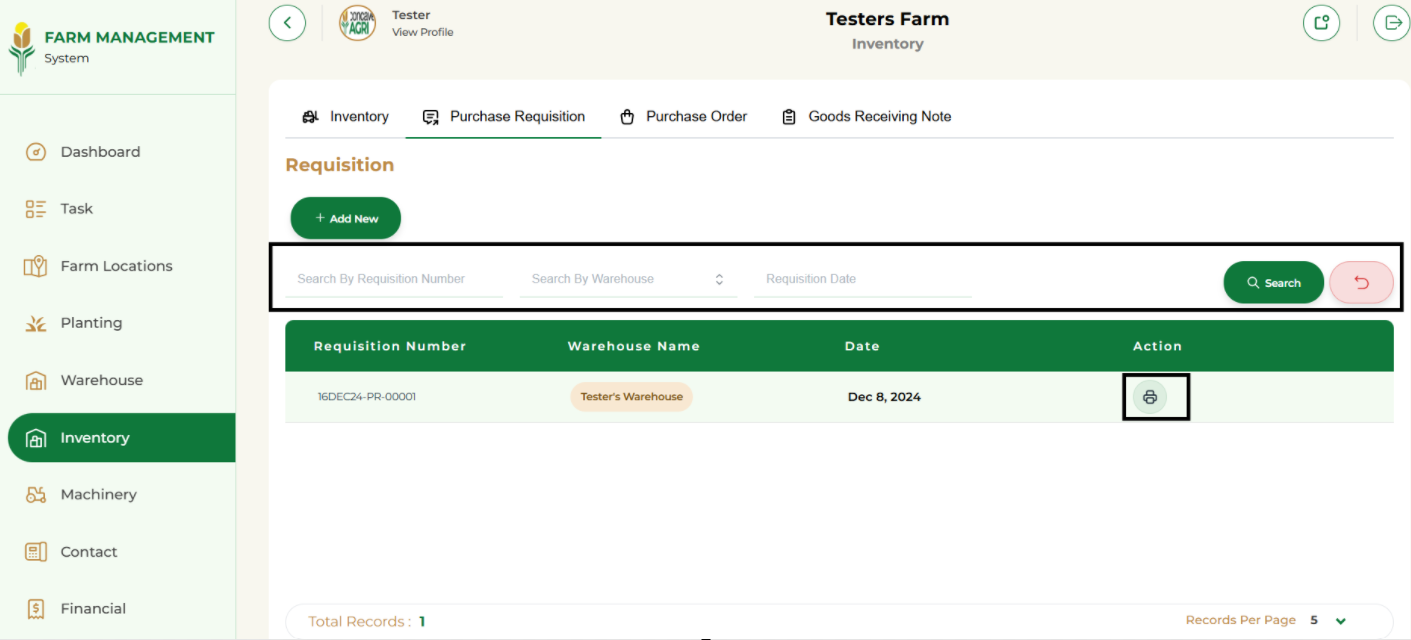 FARM MANAGEMENT
System
Dashboard
Task
Farm Locations
Planting
Warehouse
Inventory
Machinery
Contact
Financial
Tester
View Profile
Testers Farm
Inventory
Inventory Purchase Requisition Purchase Order Goods Receiving Note
Requisition
+ Add New
Search By Requisition Number Search By Warehouse Requisition Date Search
Requisition Number Warehouse Name Date Action
16DEC24-PR-00001 Tester's Warehouse Dec 8, 2024
Total Records : 1 Records Per Page 5